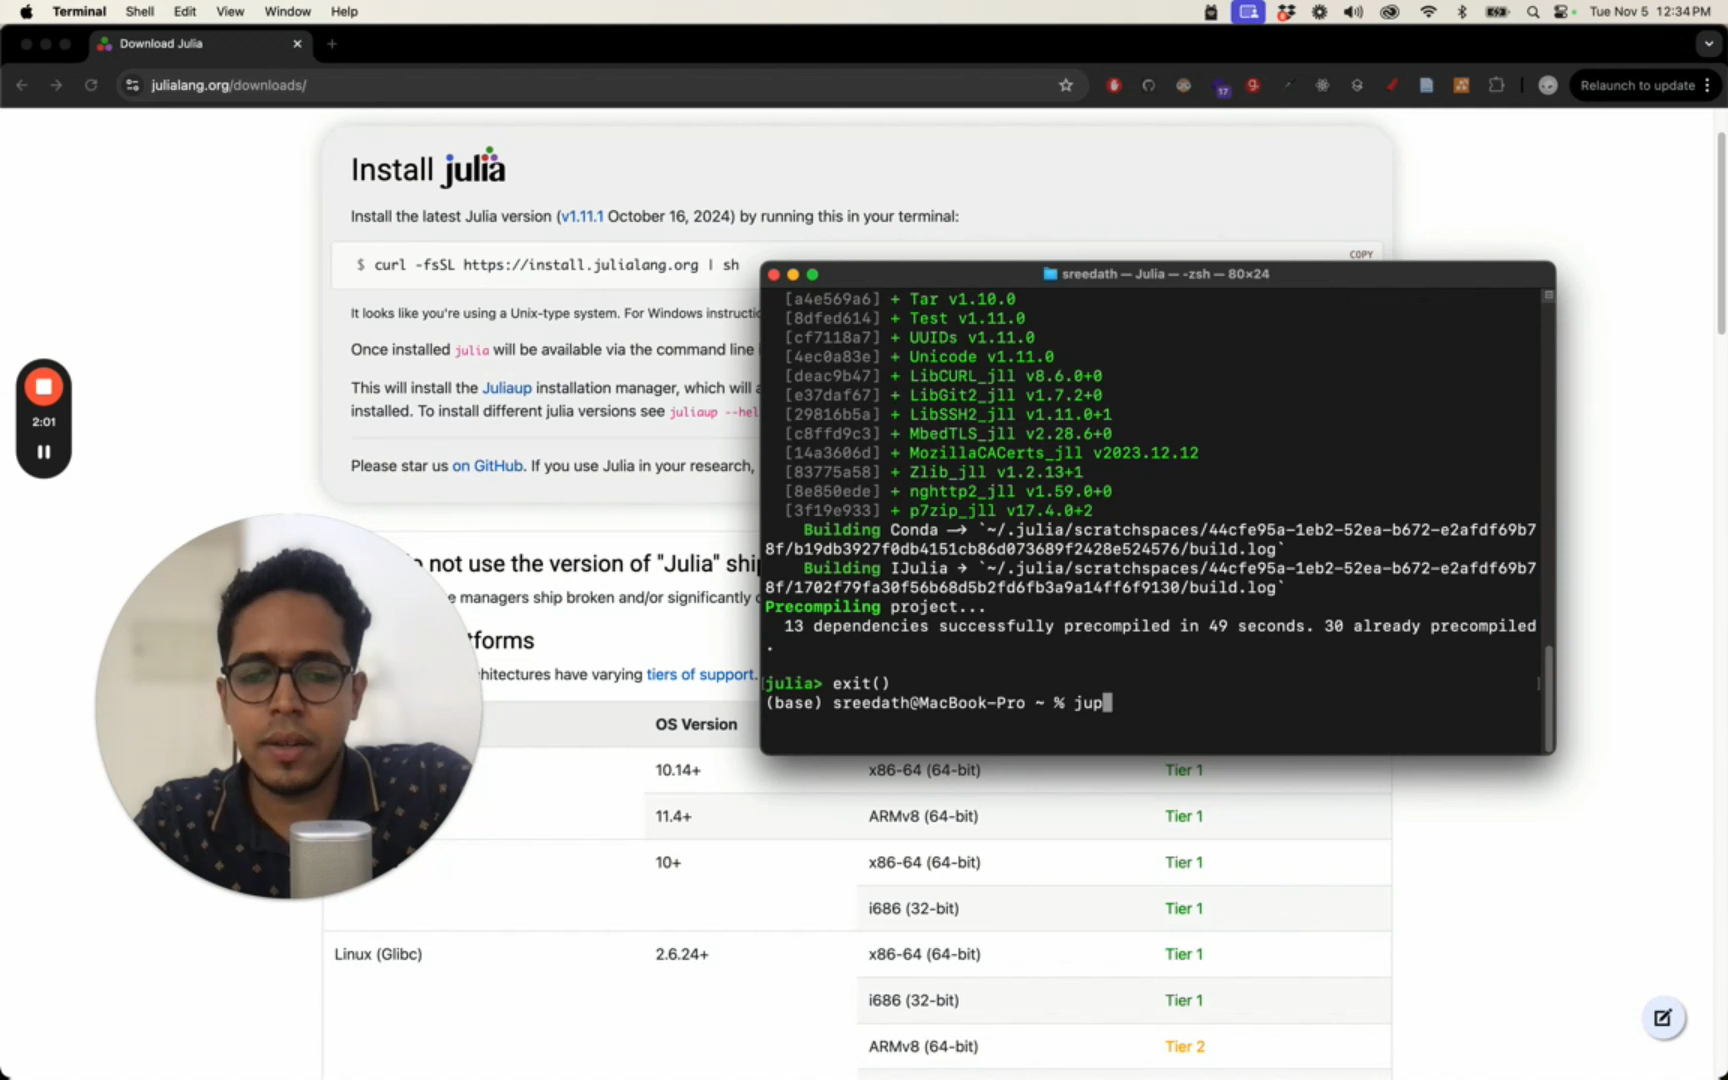 Terminal Shell Edit View Window Help
Tue Nov 5 12:34 PM
Download Julia
julialang.org/downloads/
17
Relaunch to update
Install julia
Install the latest Julia version (v1.11.1 October 16, 2024) by running this in your terminal:
COPY
$ curl -fsSL https://install.julialang.org | sh
It looks like you're using a Unix-type system. For Windows instructi
Once installed julia will be available via the command line
This will install the Juliaup installation manager, which will a
installed. To install different julia versions see juliaup --hel
Please star us on GitHub. If you use Julia in your research,
2:01
not use the version of "Julia" shi
e managers ship broken and/or significantly
tforms
hitectures have varying tiers of support.
OS Version
10.14+ x86-64 (64-bit) Tier 1
11.4+ ARMv8 (64-bit) Tier 1
10+ x86-64 (64-bit) Tier 1
i686 (32-bit) Tier 1
Linux (Glibc) 2.6.24+ x86-64 (64-bit) Tier 1
i686 (32-bit) Tier 1
ARMv8 (64-bit) Tier 2
sreedath — Julia — -zsh — 80×24
[a4e569a6] + Tar v1.10.0
[8dfed614] + Test v1.11.0
[cf7118a7] + UUIDs v1.11.0
[4ec0a83e] + Unicode v1.11.0
[deac9b47] + LibCURL_jll v8.6.0+0
[e37daf67] + LibGit2_jll v1.7.2+0
[29816b5a] + LibSSH2_jll v1.11.0+1
[c8ffd9c3] + MbedTLS_jll v2.28.6+0
[14a3606d] + MozillaCACerts_jll v2023.12.12
[83775a58] + Zlib_jll v1.2.13+1
[8e850ede] + nghttp2_jll v1.59.0+0
[3f19e933] + p7zip_jll v17.4.0+2
Building Conda → `~/.julia/scratchspaces/44cfe95a-1eb2-52ea-b672-e2afdf69b7
8f/b19db3927f0db4151cb86d073689f2428e524576/build.log`
Building IJulia → `~/.julia/scratchspaces/44cfe95a-1eb2-52ea-b672-e2afdf69b7
8f/1702f79fa30f56b68d5b2fd6fb3a9a14ff6f9130/build.log`
Precompiling project...
13 dependencies successfully precompiled in 49 seconds. 30 already precompiled
.
julia> exit()
(base) sreedath@MacBook-Pro ~ % jup